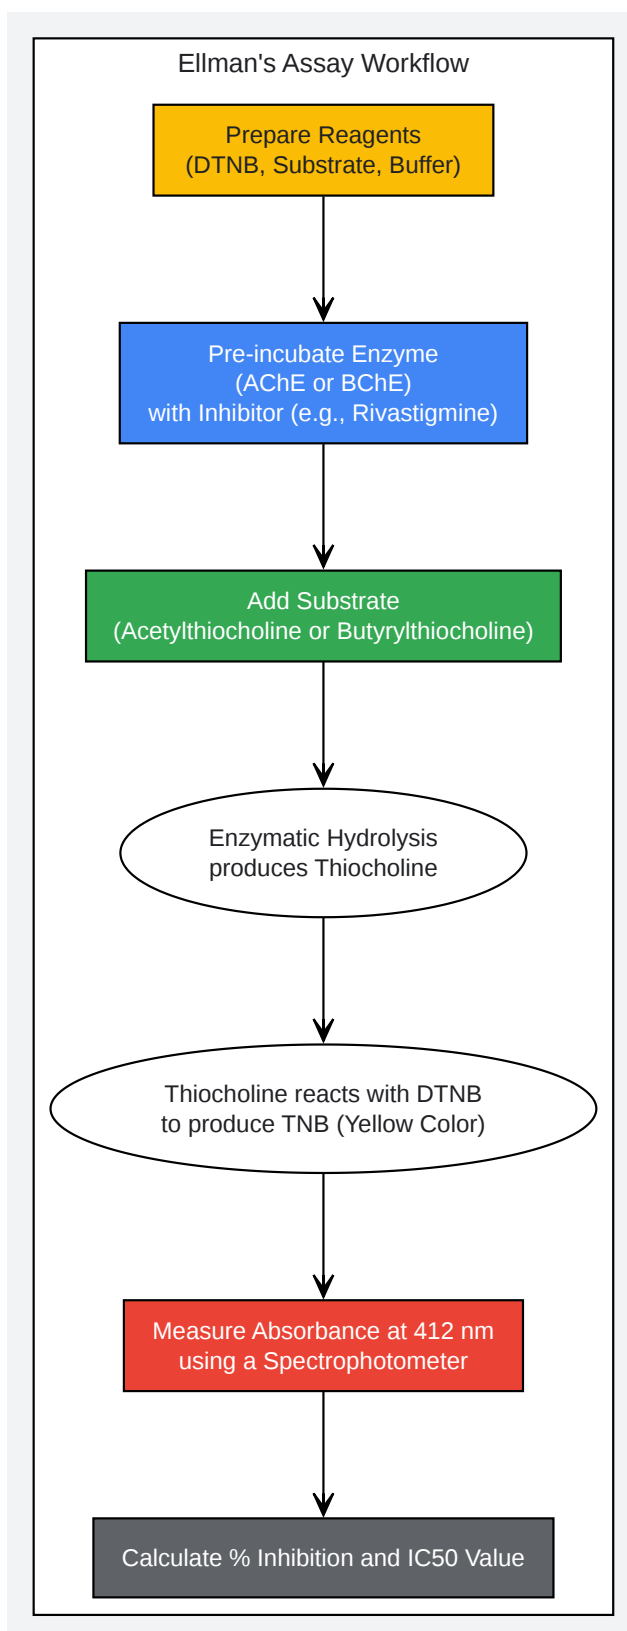 Ellman's Assay Workflow
Prepare Reagents
(DTNB, Substrate, Buffer)
Pre-incubate Enzyme
(AChE or BChE)
with Inhibitor (e.g., Rivastigmine)
Add Substrate
(Acetylthiocholine or Butyrylthiocholine)
Enzymatic Hydrolysis
produces Thiocholine
Thiocholine reacts with DTNB
to produce TNB (Yellow Color)
Measure Absorbance at 412 nm
using a Spectrophotometer
Calculate % Inhibition and IC50 Value